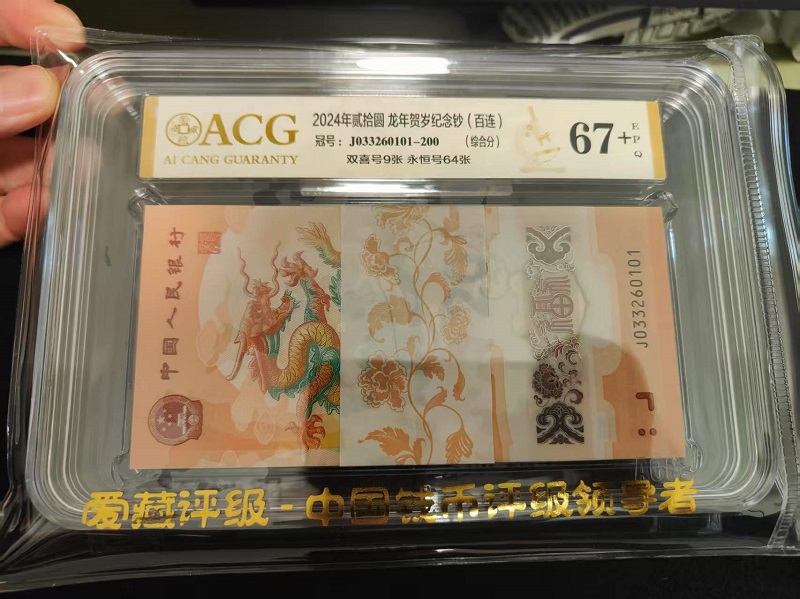 ACG
AI CANG GUARANTY
2024年贰拾圆 龙年贺岁纪念钞（百连）
冠号：J033260101-200 （综合分）
双喜号9张 永恒号64张
67+
EPQ
中国人民银行
福
J033260101
爱藏评级-中国钱币评级领导者